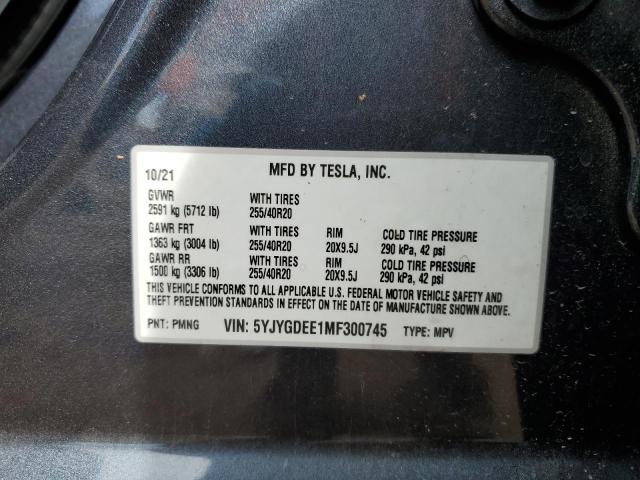 10/21 MFD BY TESLA, INC.
GVWR WITH TIRES
2591 kg (5712 lb) 255/40R20
GAWR FRT WITH TIRES RIM COLD TIRE PRESSURE
1363 kg (3004 lb) 255/40R20 20X9.5J 290 kPa, 42 psi
GAWR RR WITH TIRES RIM COLD TIRE PRESSURE
1500 kg (3306 lb) 255/40R20 20X9.5J 290 kPa, 42 psi
THIS VEHICLE CONFORMS TO ALL APPLICABLE U.S. FEDERAL MOTOR VEHICLE SAFETY AND
THEFT PREVENTION STANDARDS IN EFFECT ON THE DATE OF MANUFACTURE SHOWN ABOVE.
PNT: PMNG VIN: 5YJYGDEE1MF300745 TYPE: MPV